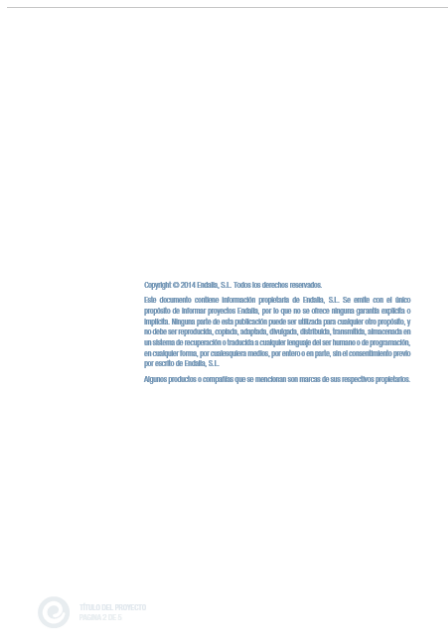 Copyright © 2014 Endalia, S.L. Todos los derechos reservados.
Este documento contiene información propietaria de Endalia, S.L. Se emite con el único
propósito de informar proyectos Endalia, por lo que no se ofrece ninguna garantía explícita o
implícita. Ninguna parte de esta publicación puede ser utilizada para cualquier otro propósito, y
no debe ser reproducida, copiada, adaptada, divulgada, distribuida, transmitida, almacenada en
un sistema de recuperación o traducida a cualquier lenguaje del ser humano o de programación,
en cualquier forma, por cualesquiera medios, por entero o en parte, sin el consentimiento previo
por escrito de Endalia, S.L.
Algunos productos o compañías que se mencionan son marcas de sus respectivos propietarios.
TÍTULO DEL PROYECTO
PÁGINA 2 DE 5